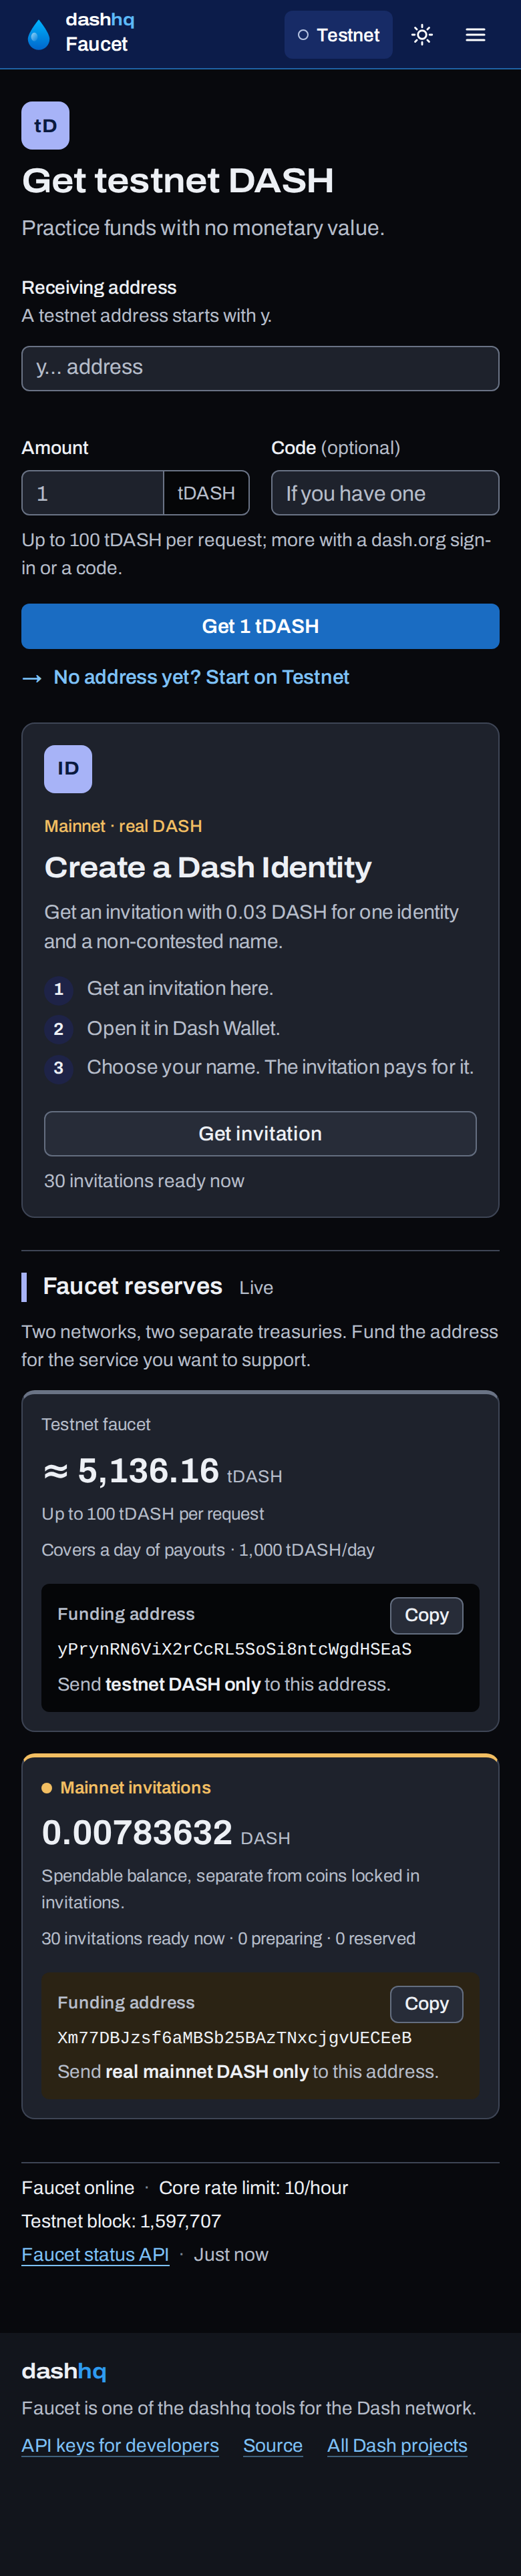 dashhq
Faucet
Testnet
tD
Get testnet DASH
Practice funds with no monetary value.
Receiving address
A testnet address starts with y.
y... address
Amount
Code (optional)
1
tDASH
If you have one
Up to 100 tDASH per request; more with a dash.org sign-
in or a code.
Get 1 tDASH
→ No address yet? Start on Testnet
ID
Mainnet · real DASH
Create a Dash Identity
Get an invitation with 0.03 DASH for one identity
and a non-contested name.
1 Get an invitation here.
2 Open it in Dash Wallet.
3 Choose your name. The invitation pays for it.
Get invitation
30 invitations ready now
Faucet reserves Live
Two networks, two separate treasuries. Fund the address
for the service you want to support.
Testnet faucet
≈ 5,136.16 tDASH
Up to 100 tDASH per request
Covers a day of payouts · 1,000 tDASH/day
Funding address
Copy
yPrynRN6ViX2rCcRL5SoSi8ntcWgdHSEaS
Send testnet DASH only to this address.
Mainnet invitations
0.00783632 DASH
Spendable balance, separate from coins locked in
invitations.
30 invitations ready now · 0 preparing · 0 reserved
Funding address
Copy
Xm77DBJzsf6aMBSb25BAzTNxcjgvUECEeB
Send real mainnet DASH only to this address.
Faucet online · Core rate limit: 10/hour
Testnet block: 1,597,707
Faucet status API · Just now
dashhq
Faucet is one of the dashhq tools for the Dash network.
API keys for developers
Source
All Dash projects